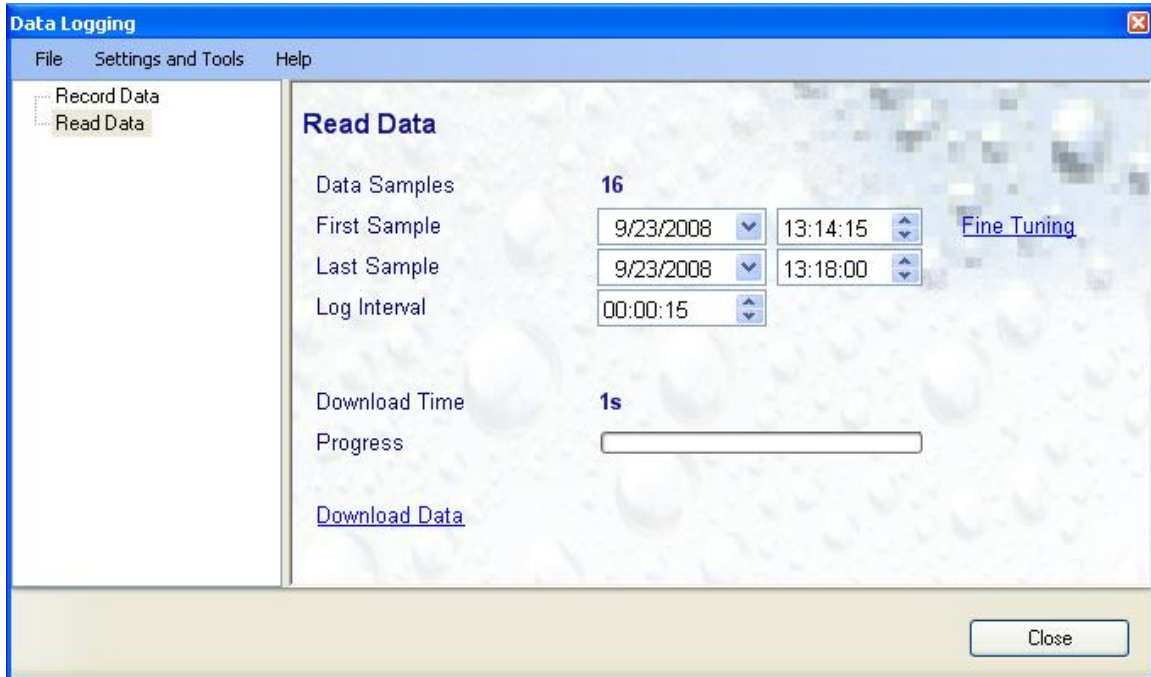 Data Logging
File Settings and Tools Help
Record Data
Read Data
Read Data
Data Samples 16
First Sample 9/23/2008 13:14:15 Fine Tuning
Last Sample 9/23/2008 13:18:00
Log Interval 00:00:15
Download Time 1s
Progress
Download Data
Close